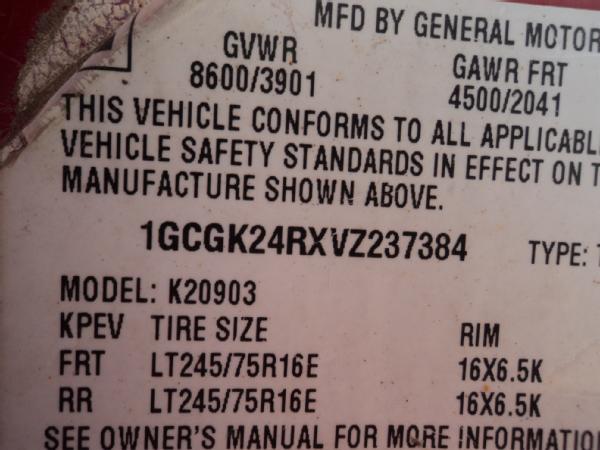 MFD BY GENERAL MOTOR
GVWR GAWR FRT
8600/3901 4500/2041
THIS VEHICLE CONFORMS TO ALL APPLICABL
VEHICLE SAFETY STANDARDS IN EFFECT ON T
MANUFACTURE SHOWN ABOVE.
1GCGK24RXVZ237384 TYPE: T
MODEL: K20903
KPEV TIRE SIZE RIM
FRT LT245/75R16E 16X6.5K
RR LT245/75R16E 16X6.5K
SEE OWNER'S MANUAL FOR MORE INFORMATION